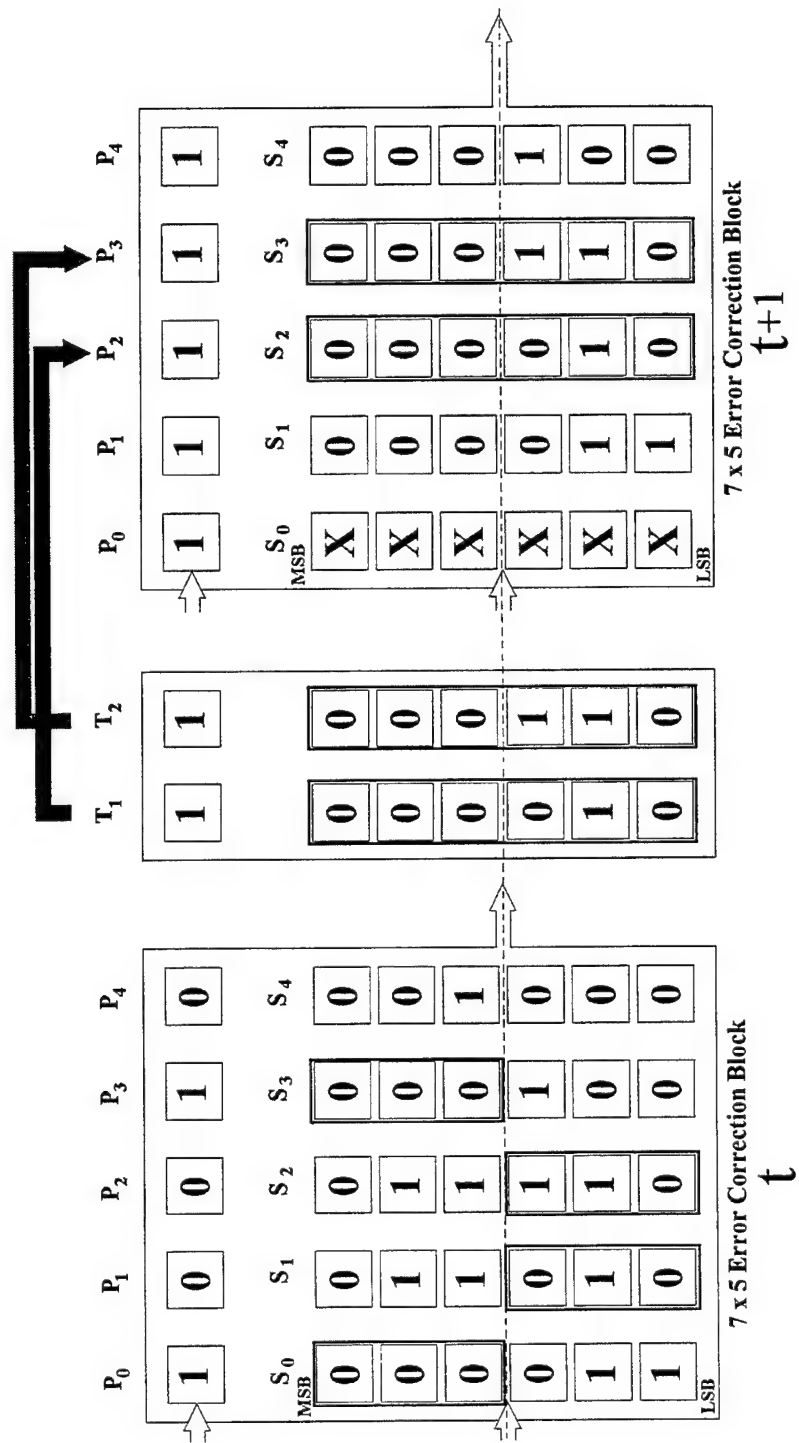 P0 P1 P2 P3 P4 T1 T2 P0 P1 P2 P3 P4
1 0 0 1 0 1 1 1 1 1 1 1
S0 S1 S2 S3 S4 S0 S1 S2 S3 S4
MSB MSB
0 0 0 0 0 0 0 X 0 0 0 0
0 1 1 0 0 0 0 X 0 0 0 0
0 1 1 0 1 0 0 X 0 0 0 0
0 0 1 1 0 0 1 X 0 0 1 1
1 1 1 0 0 1 1 X 1 1 1 0
1 0 0 0 0 0 0 X 1 0 0 0
LSB LSB
7 x 5 Error Correction Block 7 x 5 Error Correction Block
t t+1